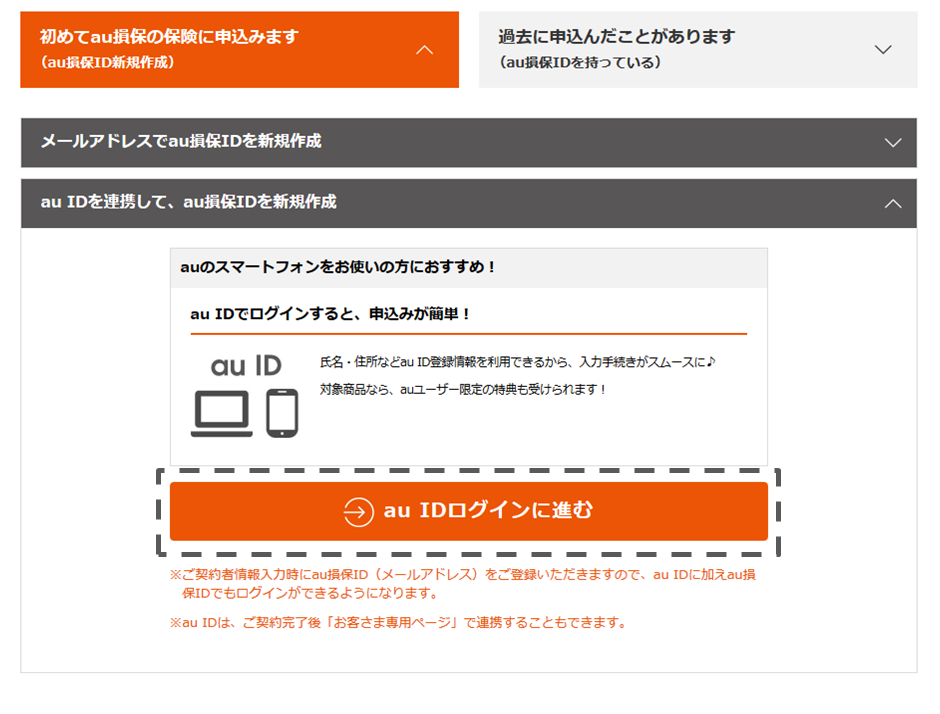 初めてau損保の保険に申込みます
（au損保ID新規作成）
過去に申込んだことがあります
（au損保IDを持っている）
メールアドレスでau損保IDを新規作成
au IDを連携して、au損保IDを新規作成
auのスマートフォンをお使いの方におすすめ！
au IDでログインすると、申込みが簡単！
au ID
氏名・住所などau ID登録情報を利用できるから、入力手続きがスムースに♪
対象商品なら、auユーザー限定の特典も受けられます！
au IDログインに進む
※ご契約者情報入力時にau損保ID（メールアドレス）をご登録いただきますので、au IDに加えau損
保IDでもログインができるようになります。
※au IDは、ご契約完了後「お客さま専用ページ」で連携することもできます。